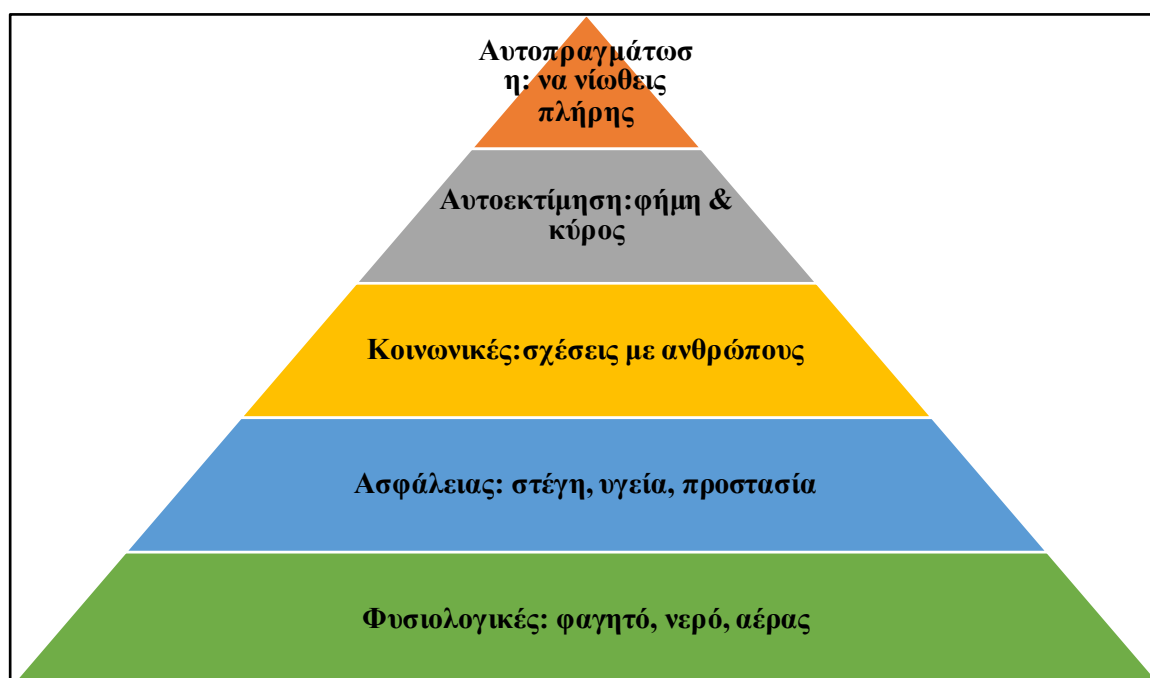 Αυτοπραγμάτωσ
η: να νίωθεις
πλήρης
Αυτοεκτίμηση:φήμη &
κύρος
Κοινωνικές:σχέσεις με ανθρώπους
Ασφάλειας: στέγη, υγεία, προστασία
Φυσιολογικές: φαγητό, νερό, αέρας